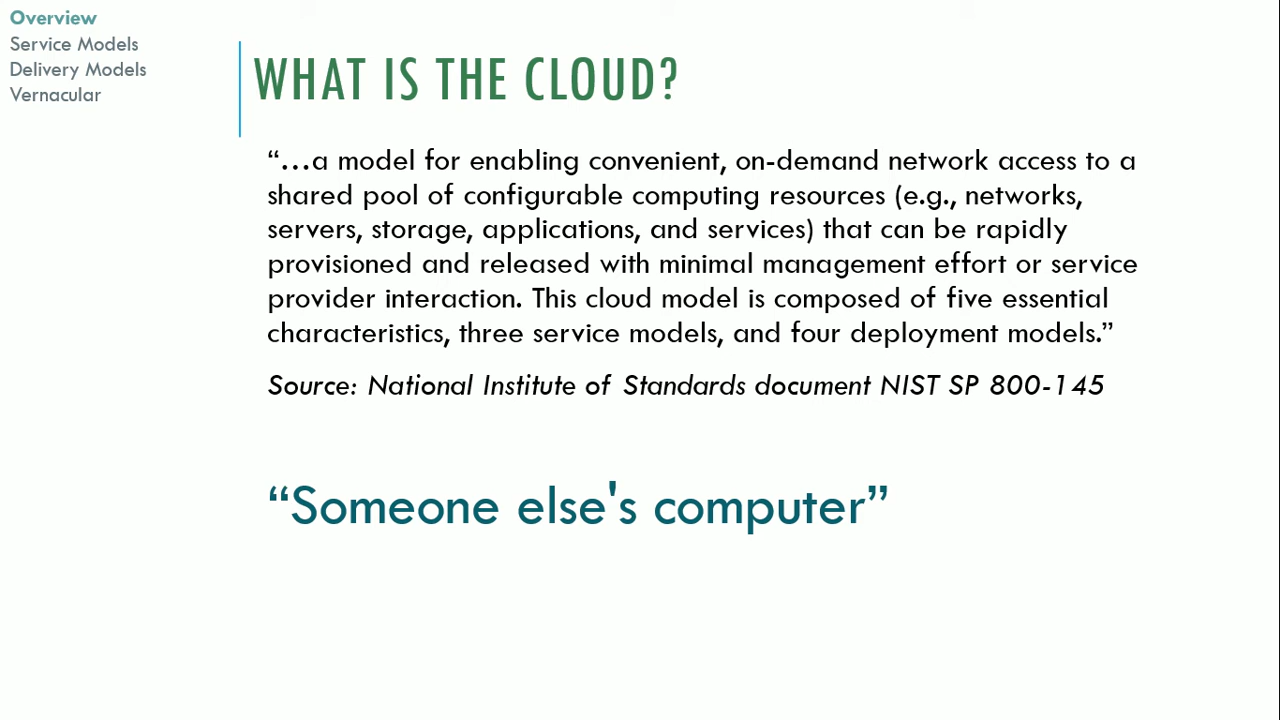 Overview
Service Models
Delivery Models
Vernacular
WHAT IS THE CLOUD?
“…a model for enabling convenient, on-demand network access to a
shared pool of configurable computing resources (e.g., networks,
servers, storage, applications, and services) that can be rapidly
provisioned and released with minimal management effort or service
provider interaction. This cloud model is composed of five essential
characteristics, three service models, and four deployment models.”
Source: National Institute of Standards document NIST SP 800-145
“Someone else's computer”